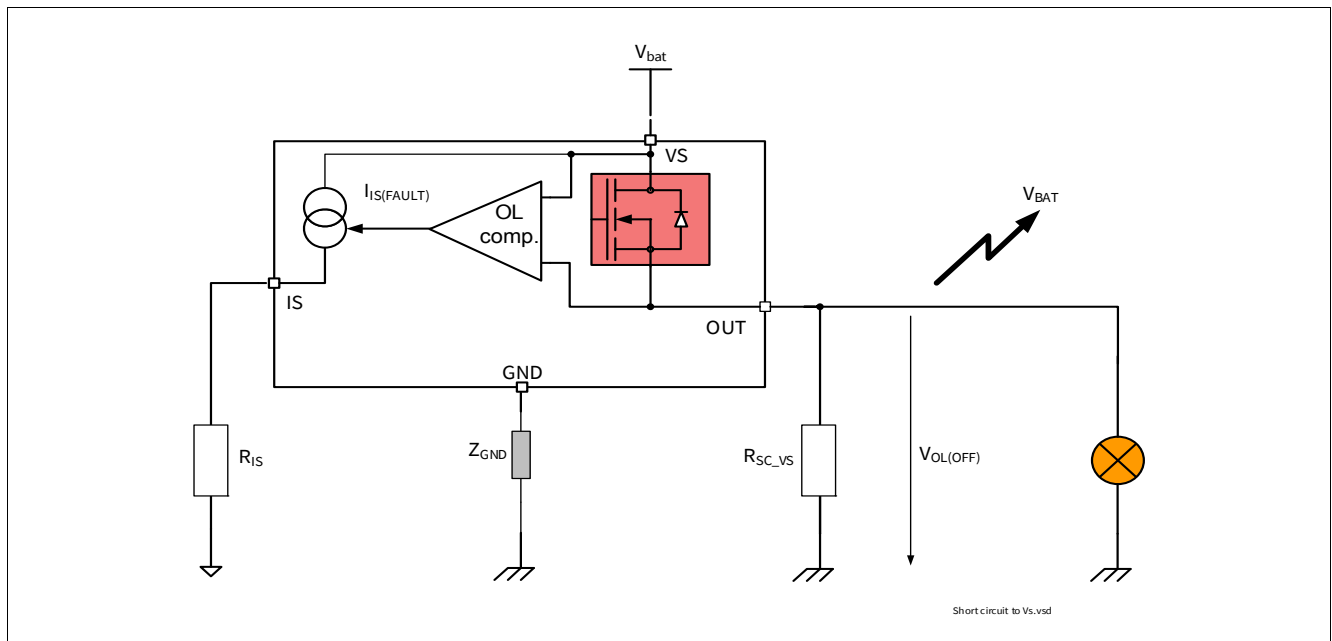 Vbat
VS
IIS(FAULT)
OL
comp.
VBAT
IS
OUT
GND
RIS
ZGND
RSC_VS
VOL(OFF)
Short circuit to Vs.vsd